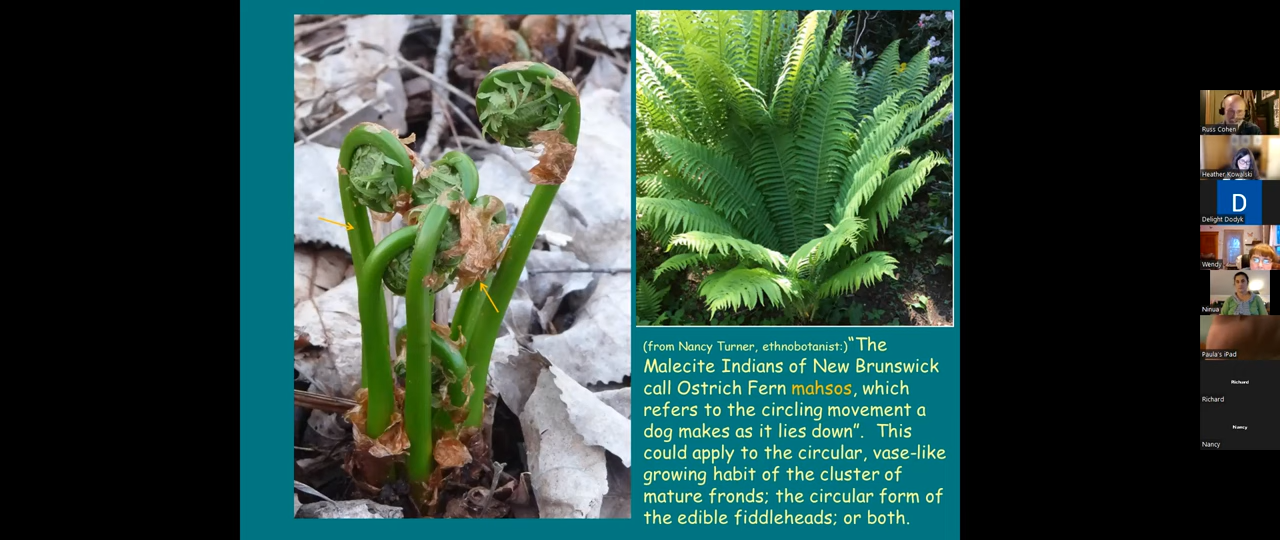 (from Nancy Turner, ethnobotanist:)“The
Malecite Indians of New Brunswick
call Ostrich Fern mahsos, which
refers to the circling movement a
dog makes as it lies down”.  This
could apply to the circular, vase-like
growing habit of the cluster of
mature fronds; the circular form of
the edible fiddleheads; or both.
Russ Cohen
Heather Kowalski
D
Delight Dodyk
Wendy
Ninua
Paula's iPad
Richard
Richard
Nancy
Nancy